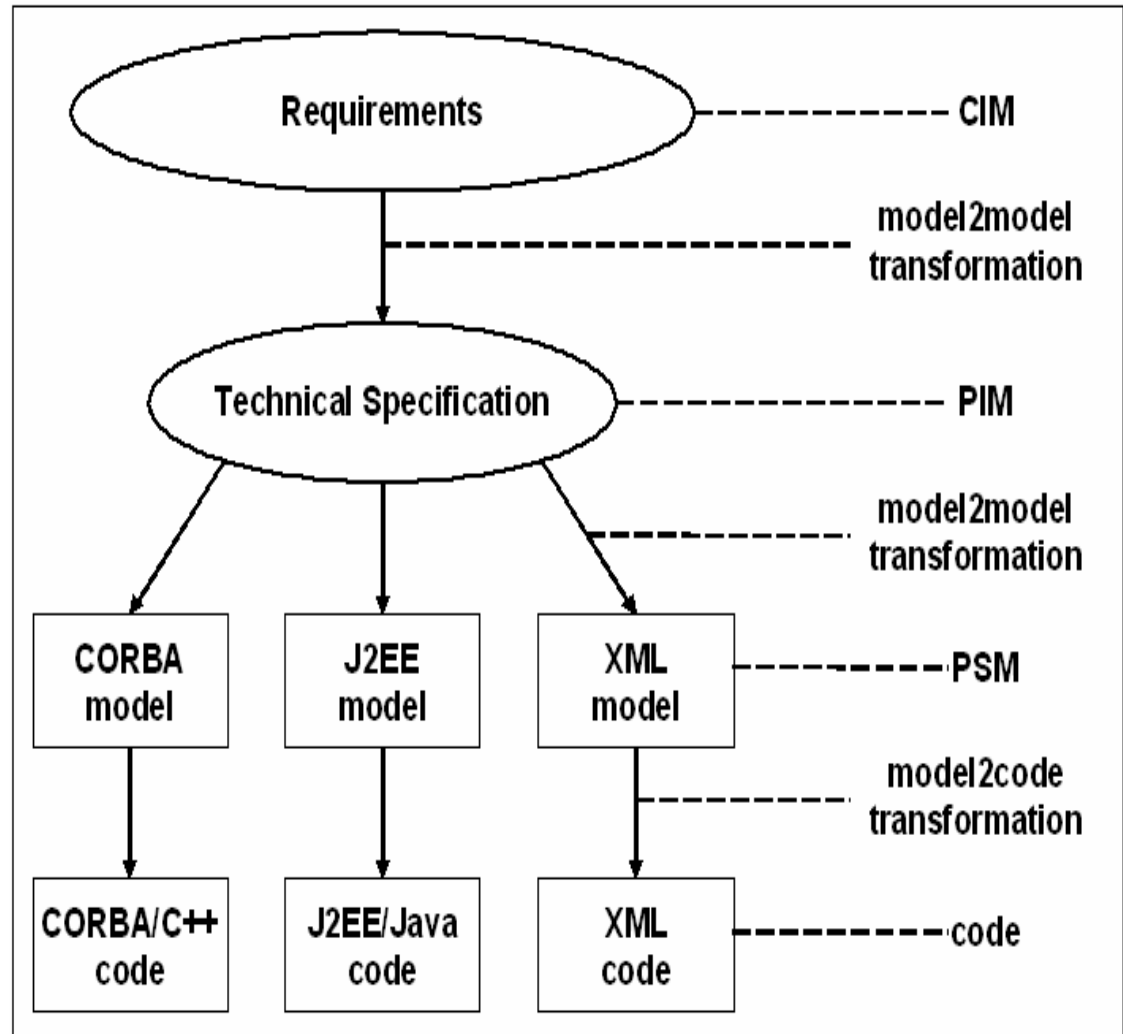 Requirements
CIM
model2model
transformation
Technical Specification
PIM
model2model
transformation
CORBA
model
J2EE
model
XML
model
PSM
model2code
transformation
CORBA/C++
code
J2EE/Java
code
XML
code
code